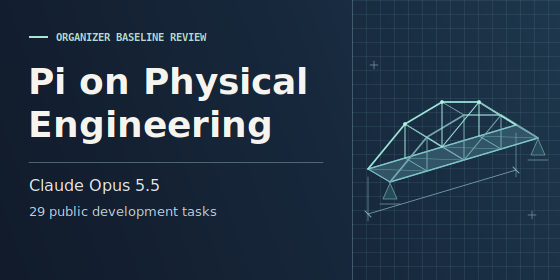 ORGANIZER BASELINE REVIEW
Pi on Physical
Engineering
Claude Opus 5.5
29 public development tasks